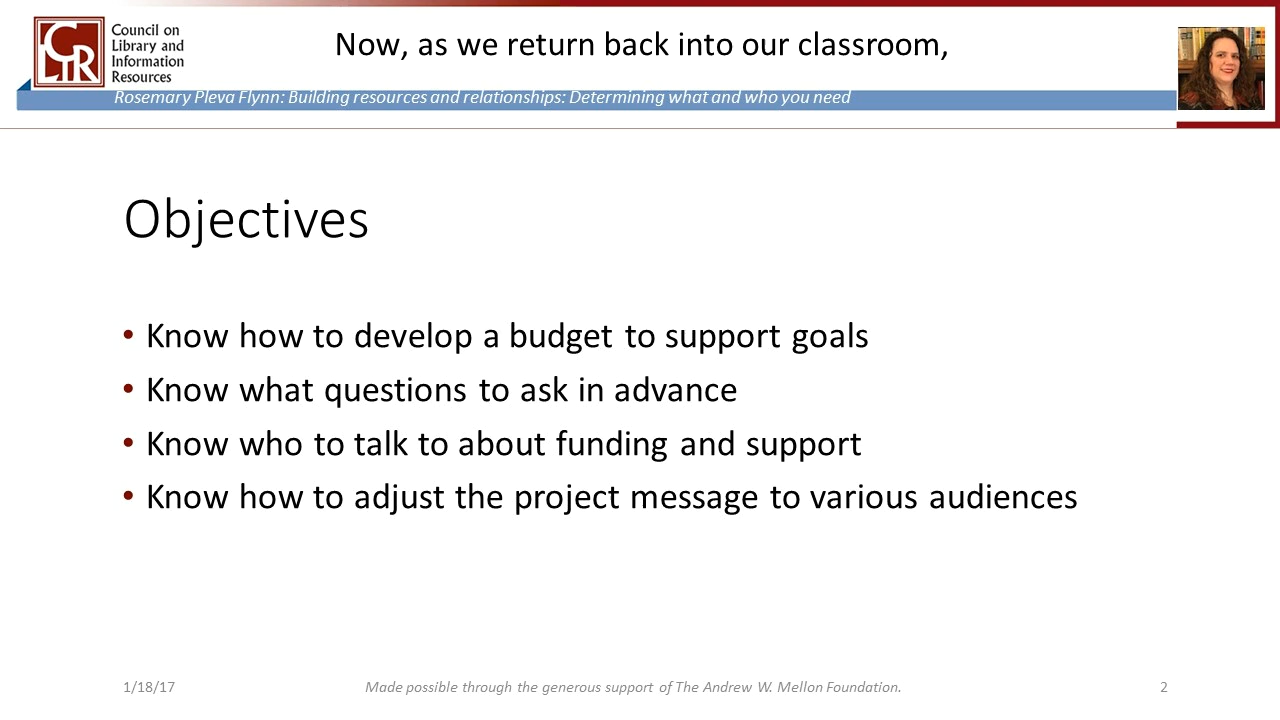 CLIR
Council on
Library and
Information
Resources
Now, as we return back into our classroom,
Rosemary Pleva Flynn: Building resources and relationships: Determining what and who you need
Objectives
• Know how to develop a budget to support goals
• Know what questions to ask in advance
• Know who to talk to about funding and support
• Know how to adjust the project message to various audiences
1/18/17
Made possible through the generous support of The Andrew W. Mellon Foundation.
2